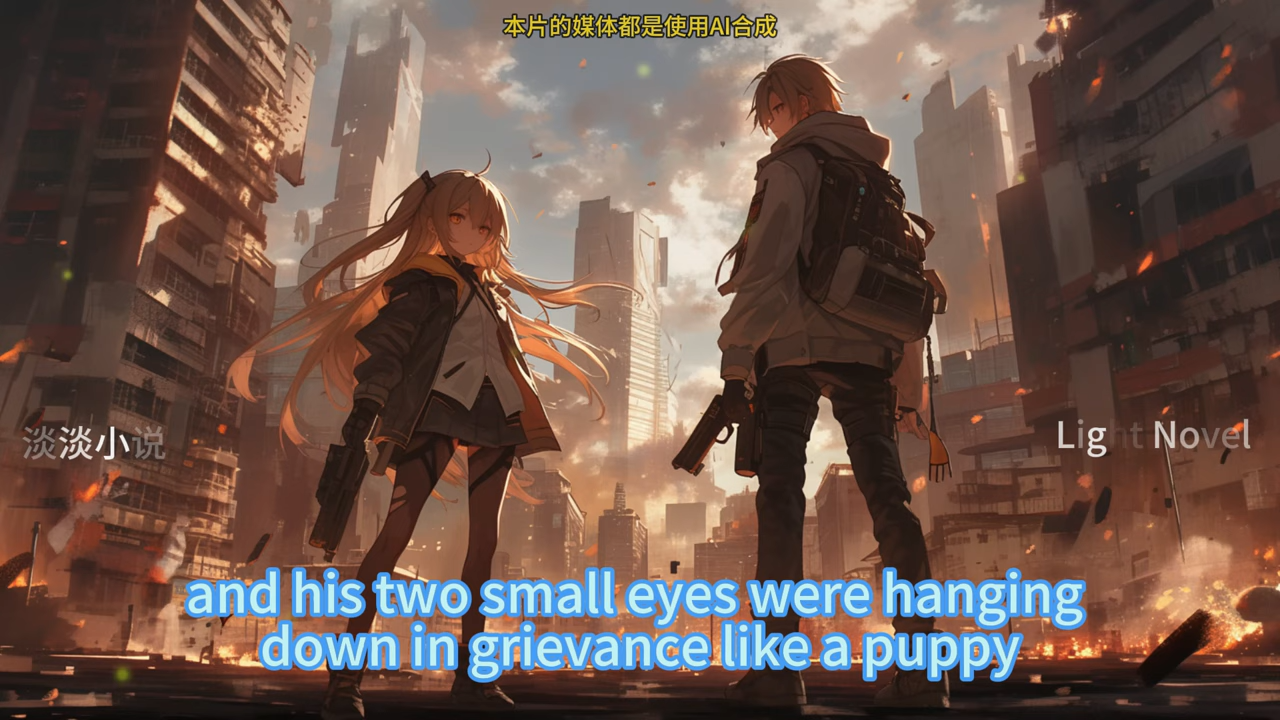 本片的媒体都是使用AI合成
淡淡小说
Light Novel
and his two small eyes were hanging
down in grievance like a puppy